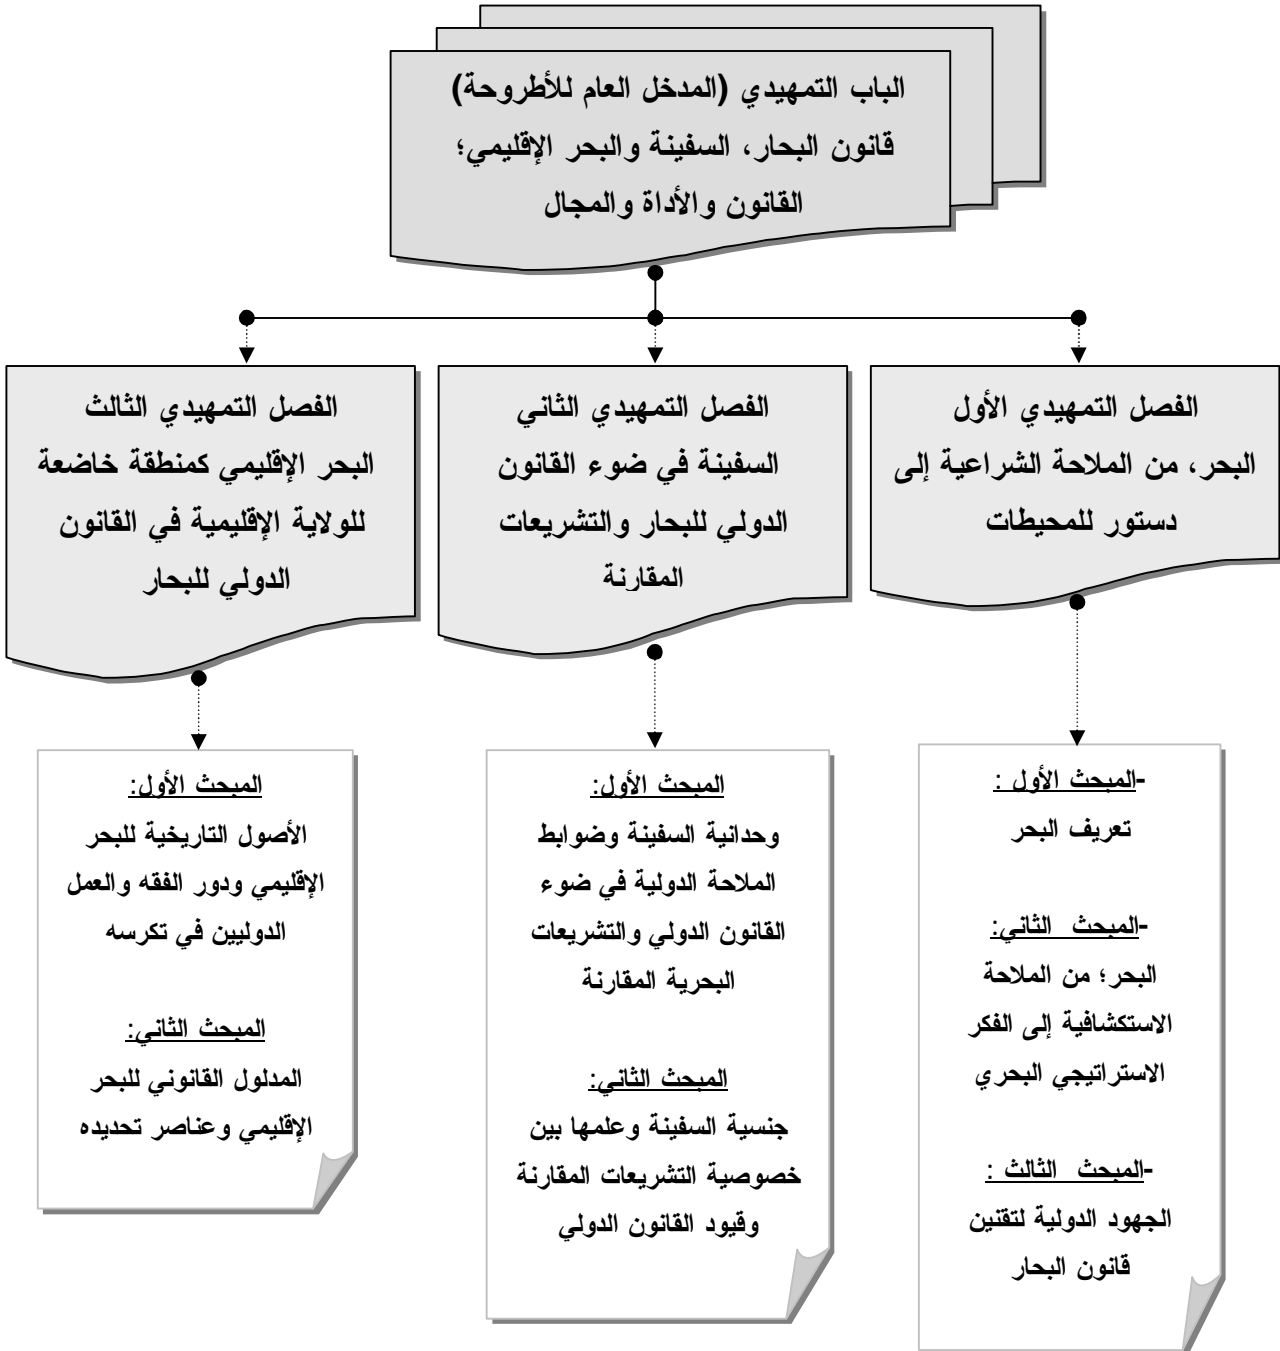 الباب التمهيدي (المدخل العام للأطروحة)
قانون البحار، السفينة والبحر الإقليمي؛
القانون والأداة والمجال
الفصل التمهيدي الأول
البحر، من الملاحة الشراعية إلى
دستور للمحيطات
الفصل التمهيدي الثاني
السفينة في ضوء القانون
الدولي للبحار والتشريعات
المقارنة
الفصل التمهيدي الثالث
البحر الإقليمي كمنطقة خاضعة
للولاية الإقليمية في القانون
الدولي للبحار
-المبحث الأول :
تعريف البحر
-المبحث الثاني:
البحر؛ من الملاحة
الاستكشافية إلى الفكر
الاستراتيجي البحري
-المبحث الثالث :
الجهود الدولية لتقنين
قانون البحار
المبحث الأول:
وحدانية السفينة وضوابط
الملاحة الدولية في ضوء
القانون الدولي والتشريعات
البحرية المقارنة
المبحث الثاني:
جنسية السفينة وعلمها بين
خصوصية التشريعات المقارنة
وقيود القانون الدولي
المبحث الأول:
الأصول التاريخية للبحر
الإقليمي ودور الفقه والعمل
الدوليين في تكرسه
المبحث الثاني:
المدلول القانوني للبحر
الإقليمي وعناصر تحديده